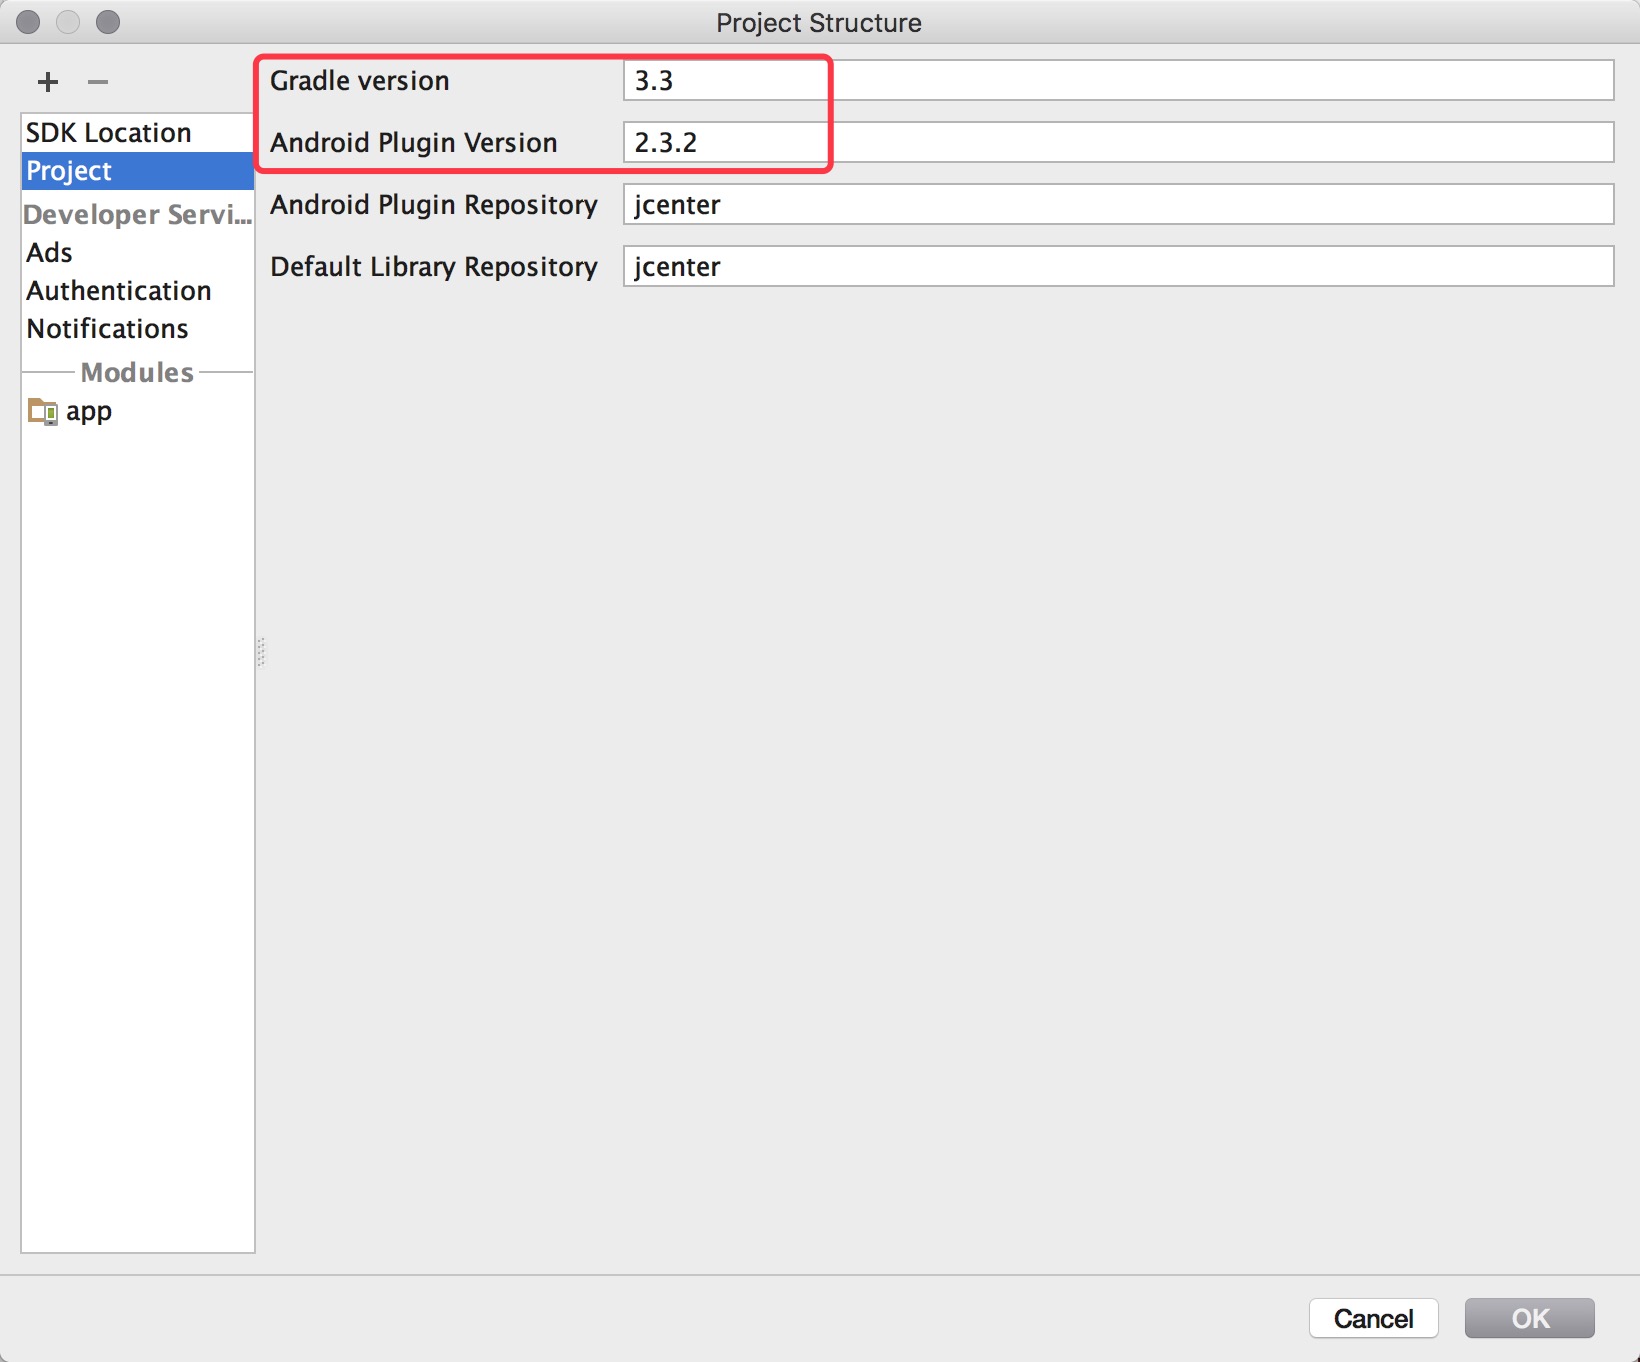 Project Structure
Gradle version 3.3
Android Plugin Version 2.3.2
Android Plugin Repository jcenter
Default Library Repository jcenter
SDK Location
Project
Developer Servi...
Ads
Authentication
Notifications
Modules
app
Cancel OK